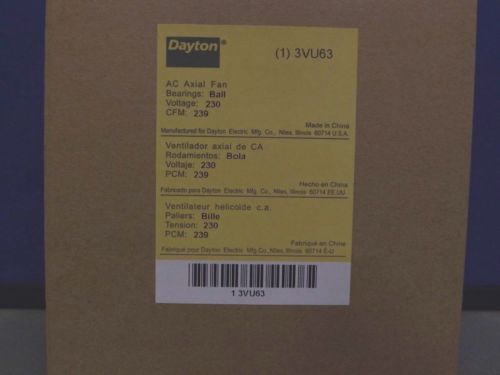 Dayton®
(1) 3VU63
AC Axial Fan
Bearings: Ball
Voltage: 230
CFM: 239
Made in China
Manufactured for Dayton Electric Mfg. Co., Niles, Illinois 60714 U.S.A.
Ventilador axial de CA
Rodamientos: Bola
Voltaje: 230
PCM: 239
Hecho en China
Fabricado para Dayton Electric Mfg. Co., Niles, Illinois 60714 EE.UU.
Ventilateur hélicoïde c.a.
Paliers: Bille
Tension: 230
PCM: 239
Fabriqué en China
Fabriqué pour Dayton Electric Mfg.Co., Niles, Illinois 60714 É-U
1 3VU63